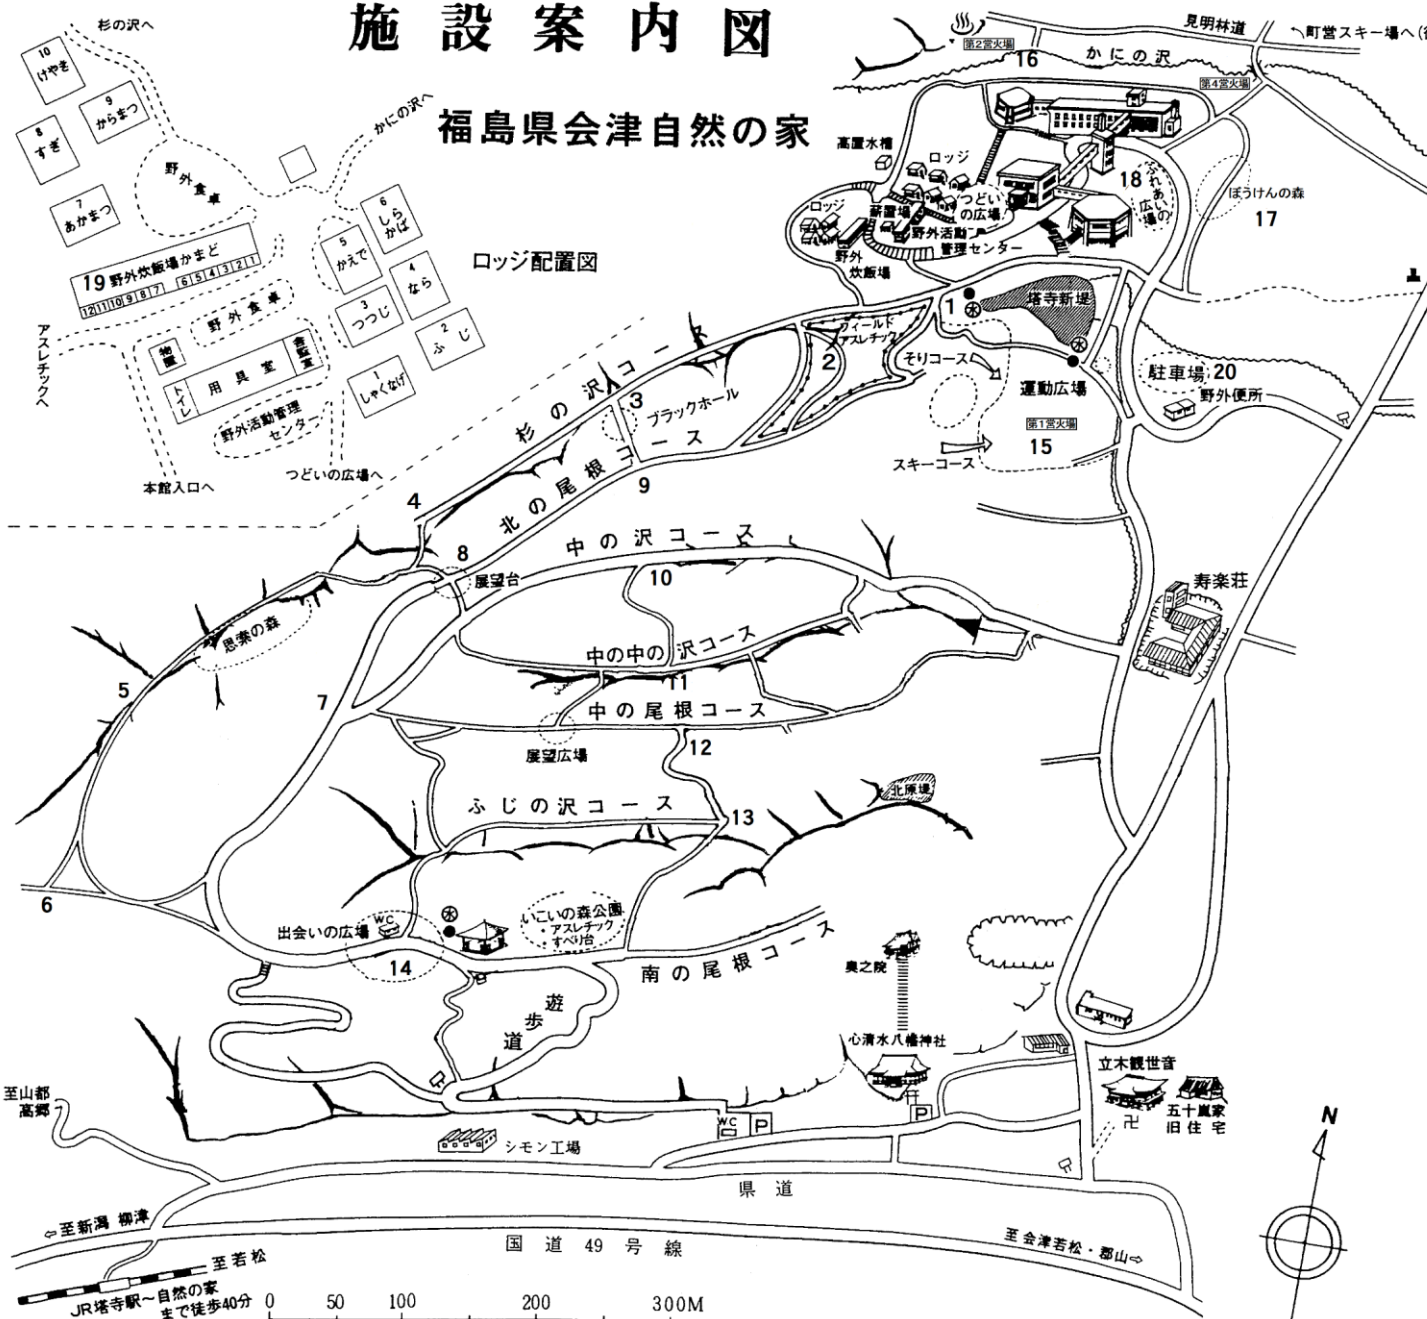 施設案内図
福島県会津自然の家
ロッジ配置図
杉の沢へ
10
けやき
9
からまつ
8
すぎ
7
あかまつ
野外食卓
かにの沢へ
6
しらかば
5
かえで
4
なら
3
つつじ
2
ふじ
1
しゃくなげ
19 野外炊飯場かまど
12 11 10 9 8 7 6 5 4 3 2 1
野外食卓
アスレチックへ
物置
トイレ
用具室
野外活動管理
センター
本館入口へ
つどいの広場へ
見明林道
町営スキー場へ
第2営火場
16
かにの沢
第4営火場
高置水槽
ロッジ
ロッジ
薪置場
つどい
の広場
野外活動
管理センター
野外
炊飯場
18
ふれあいの
広場
ぼうけんの森
17
1
塔寺新堤
フィールド
アスレチック
2
そりコース
運動広場
駐車場 20
野外便所
第1営火場
15
スキーコース
杉の沢コース
3
ブラックホール
北の尾根コース
9
4
8
展望台
中の沢コース
10
思索の森
5
7
中の中の沢コース
11
中の尾根コース
展望広場
12
ふじの沢コース
13
北原堤
寿楽荘
6
出会いの広場
WC
14
いこいの森公園
・アスレチック
すべり台
南の尾根コース
遊歩道
奥之院
心清水八幡神社
立木観世音
五十嵐家
旧住宅
至山都
高郷
シモン工場
WC
P
P
県道
至新潟 柳津
国道49号線
至会津若松・郡山
至若松
JR塔寺駅～自然の家
まで徒歩40分
0 50 100 200 300M
N